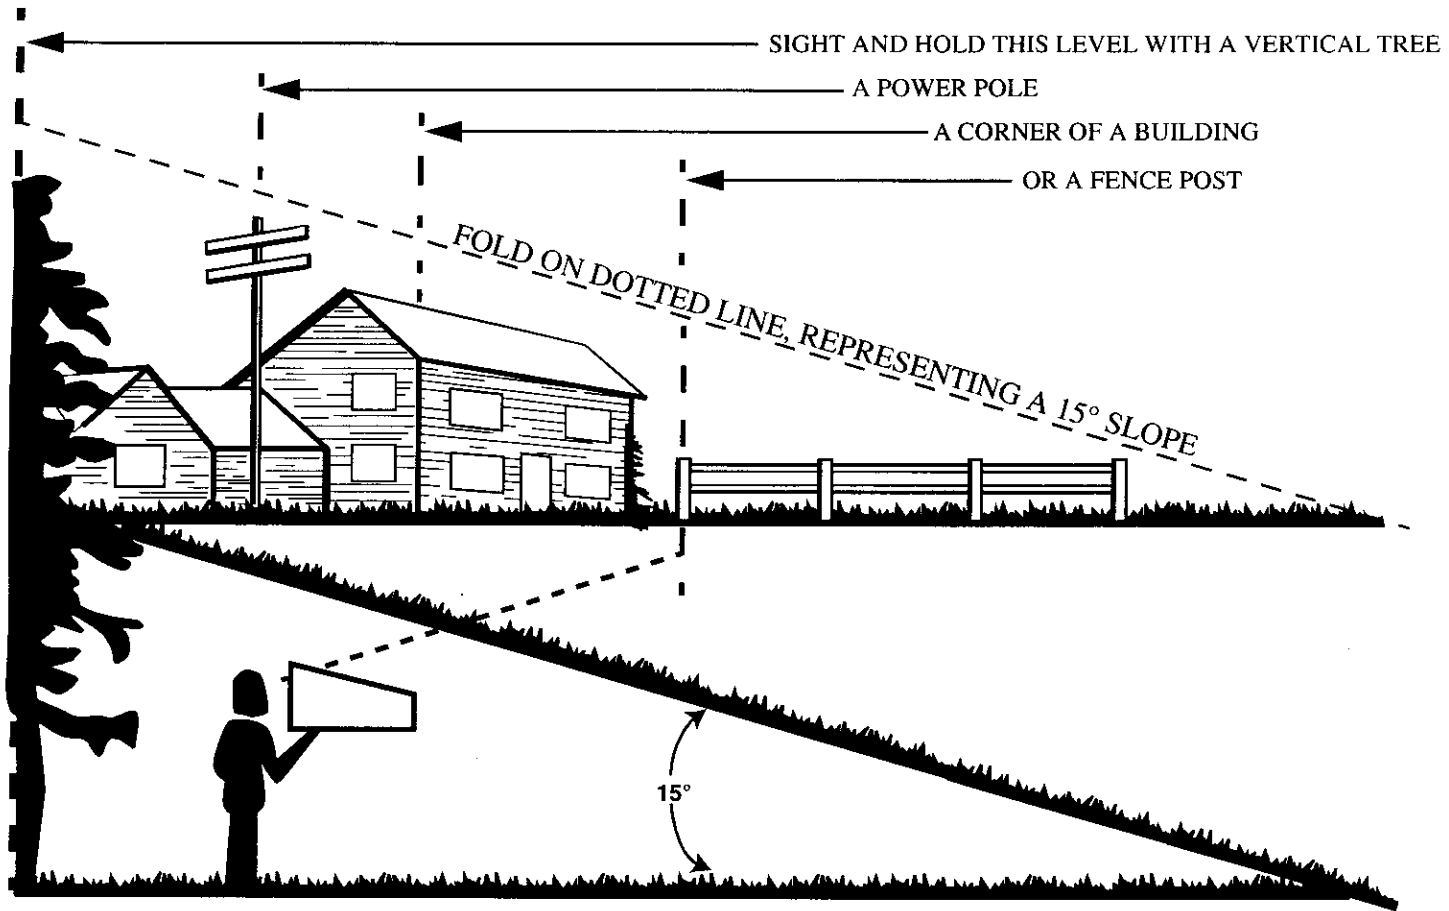 SIGHT AND HOLD THIS LEVEL WITH A VERTICAL TREE
A POWER POLE
A CORNER OF A BUILDING
OR A FENCE POST
FOLD ON DOTTED LINE, REPRESENTING A 15° SLOPE
15°